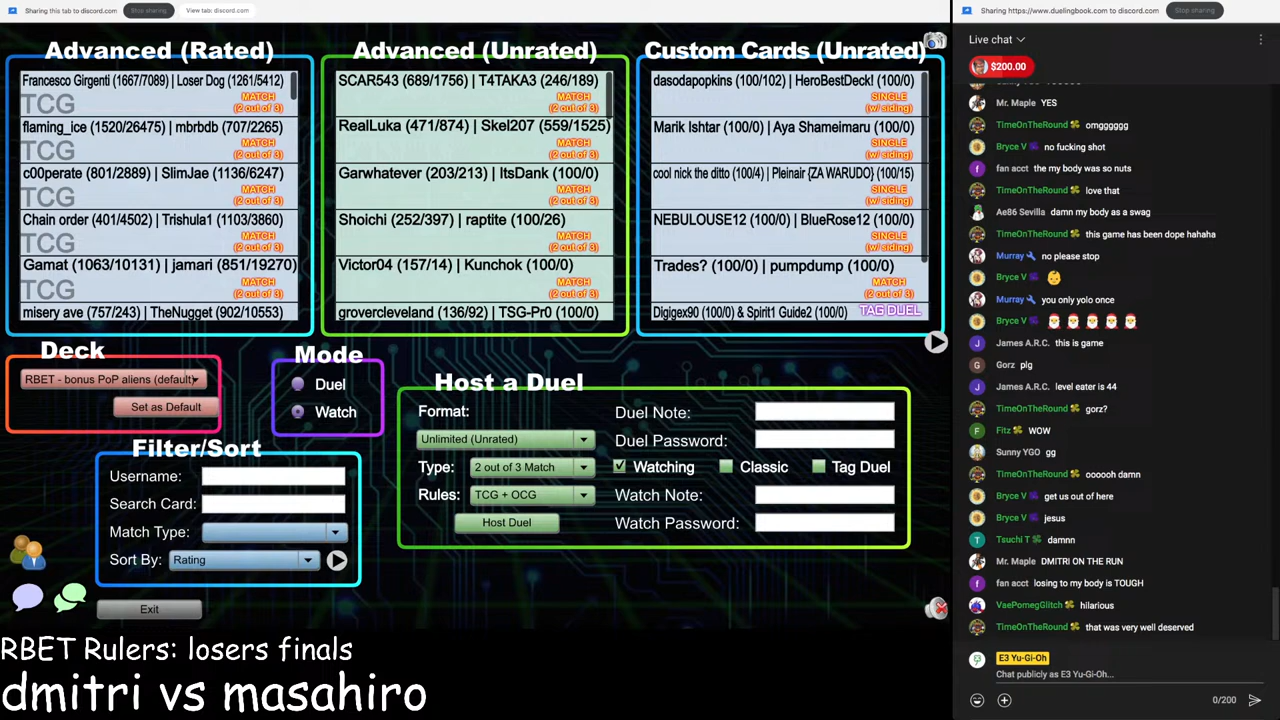 Sharing this tab to discord.com
Stop sharing
View tab: discord.com
Sharing https://www.duelingbook.com to discord.com
Stop sharing
Advanced (Rated)
Francesco Girgenti (1667/7089) | Loser Dog (1261/5412)
TCG
MATCH
(2 out of 3)
flaming_ice (1520/26475) | mbrbdb (707/2265)
TCG
MATCH
(2 out of 3)
c00perate (801/2889) | SlimJae (1136/6247)
TCG
MATCH
(2 out of 3)
Chain order (401/4502) | Trishula1 (1103/3860)
TCG
MATCH
(2 out of 3)
Gamat (1063/10131) | jamari (851/19270)
TCG
MATCH
(2 out of 3)
misery ave (757/243) | TheNugget (902/10553)
Advanced (Unrated)
SCAR543 (689/1756) | T4TAKA3 (246/189)
MATCH
(2 out of 3)
RealLuka (471/874) | Skel207 (559/1525)
MATCH
(2 out of 3)
Garwhatever (203/213) | ItsDank (100/0)
MATCH
(2 out of 3)
Shoichi (252/397) | raptite (100/26)
MATCH
(2 out of 3)
Victor04 (157/14) | Kunchok (100/0)
MATCH
(2 out of 3)
grovercleveland (136/92) | TSG-Pr0 (100/0)
Custom Cards (Unrated)
dasodapopkins (100/102) | HeroBestDeck! (100/0)
SINGLE
(w/ siding)
Marik Ishtar (100/0) | Aya Shameimaru (100/0)
SINGLE
(w/ siding)
cool nick the ditto (100/4) | Pleinair {ZA WARUDO} (100/15)
SINGLE
(w/ siding)
NEBULOUSE12 (100/0) | BlueRose12 (100/0)
SINGLE
(w/ siding)
Trades? (100/0) | pumpdump (100/0)
MATCH
(2 out of 3)
Digigex90 (100/0) & Spirit1 Guide2 (100/0)
TAG DUEL
Deck
RBET - bonus PoP aliens (default)
Set as Default
Mode
Duel
Watch
Filter/Sort
Username:
Search Card:
Match Type:
Sort By: Rating
Exit
Host a Duel
Format:
Unlimited (Unrated)
Type: 2 out of 3 Match
Rules: TCG + OCG
Host Duel
Duel Note:
Duel Password:
Watching Classic Tag Duel
Watch Note:
Watch Password:
RBET Rulers: losers finals
dmitri vs masahiro
Live chat
$200.00
Mr. Maple YES
TimeOnTheRound omgggggg
Bryce V no fucking shot
fan acct the my body was so nuts
TimeOnTheRound love that
Ae86 Sevilla damn my body as a swag
TimeOnTheRound this game has been dope hahaha
Murray no please stop
Bryce V
Murray you only yolo once
Bryce V
James A.R.C. this is game
Gorz plg
James A.R.C. level eater is 44
TimeOnTheRound gorz?
Fitz WOW
Sunny YGO gg
TimeOnTheRound oooooh damn
Bryce V get us out of here
Bryce V jesus
Tsuchi T damnn
Mr. Maple DMITRI ON THE RUN
fan acct losing to my body is TOUGH
VaePomegGlitch hilarious
TimeOnTheRound that was very well deserved
E3 Yu-Gi-Oh
Chat publicly as E3 Yu-Gi-Oh...
0/200